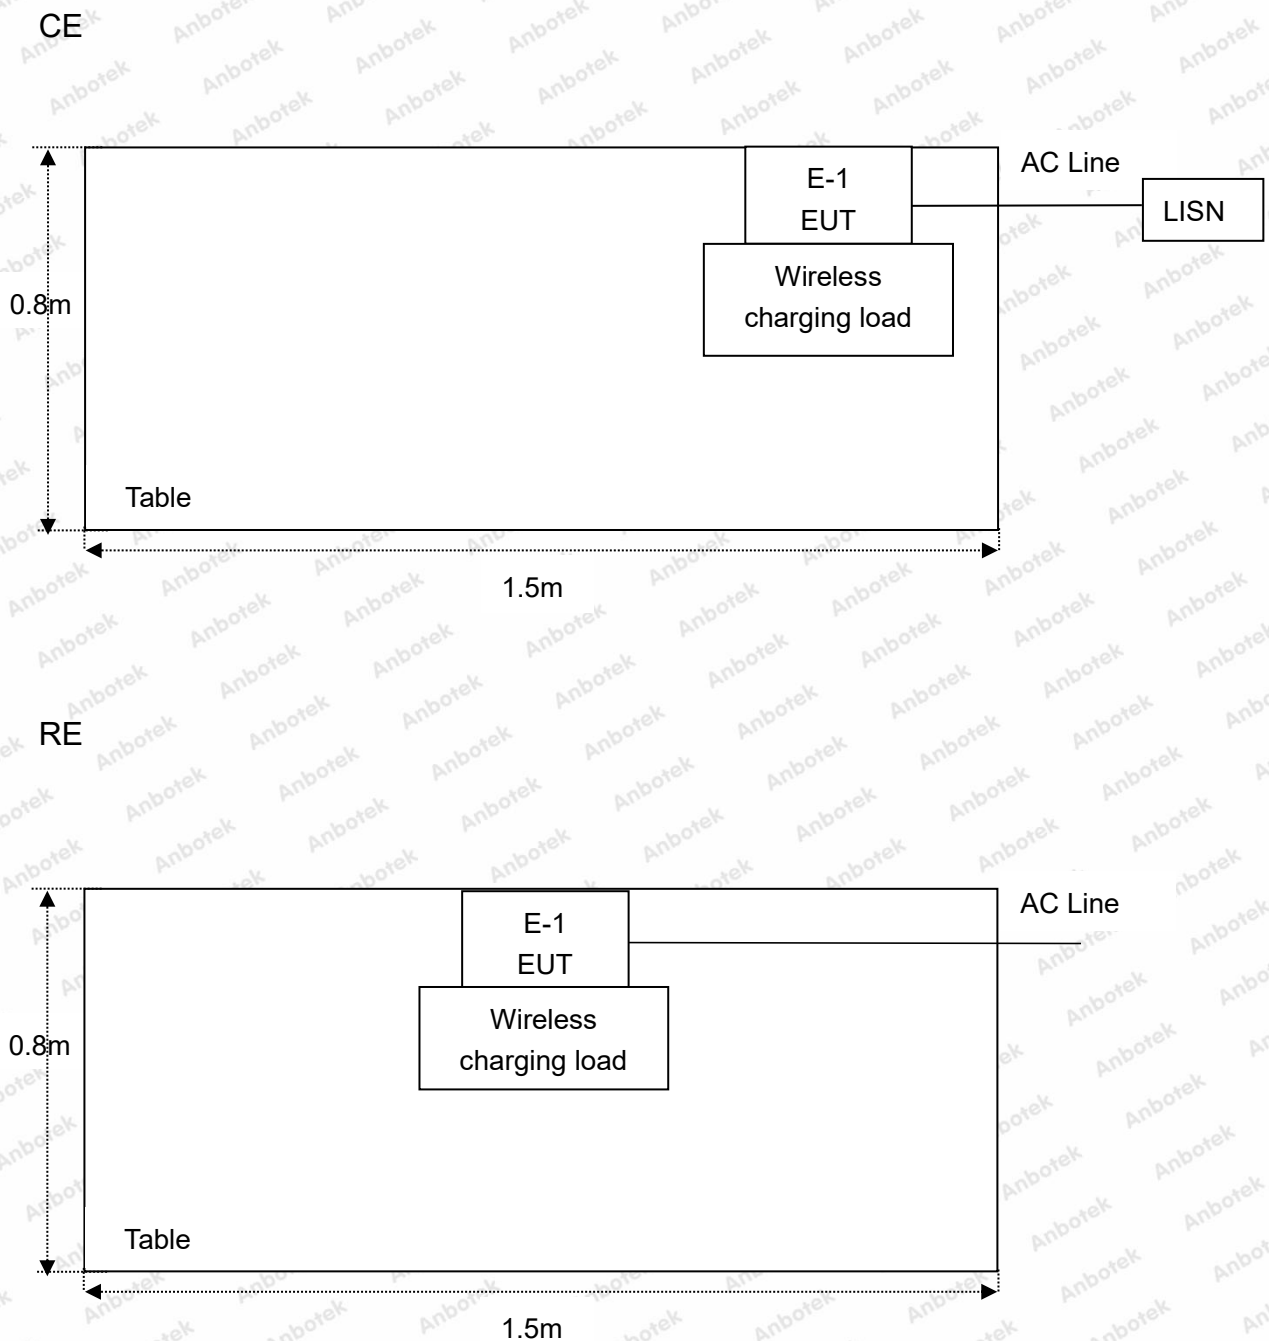 CE
E-1
EUT
AC Line
LISN
Wireless
charging load
0.8m
Table
1.5m
RE
E-1
EUT
AC Line
Wireless
charging load
0.8m
Table
1.5m
Anbotek